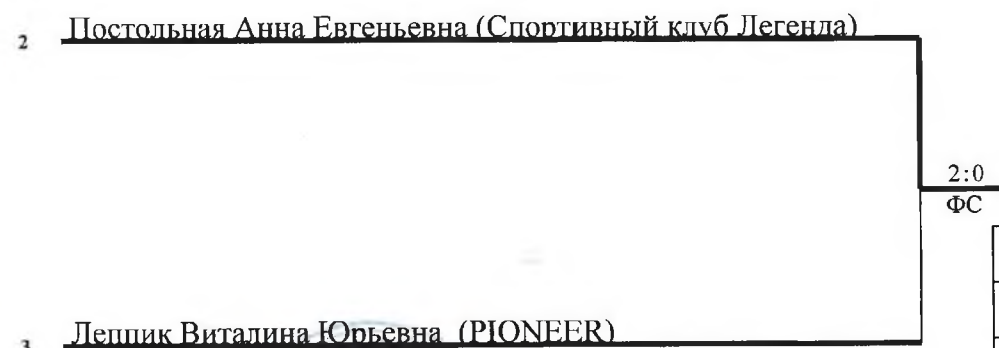 2 Постольная Анна Евгеньевна (Спортивный клуб Легенда)
2:0
ФС
3 Леппик Виталина Юрьевна (PIONEER)